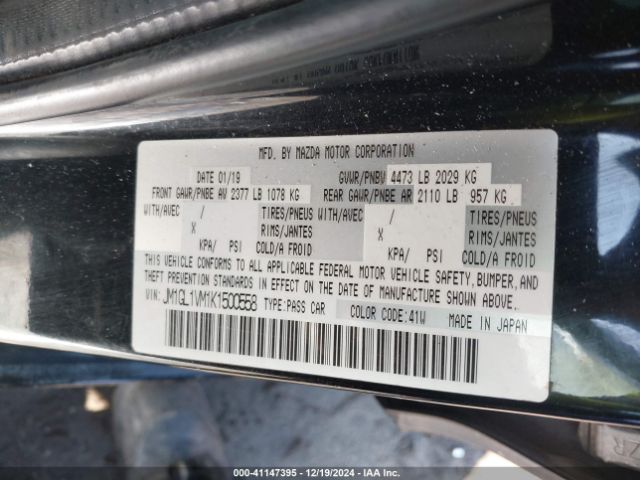 MFD. BY MAZDA MOTOR CORPORATION
DATE 01/19 GVWR/PNBV 4473 LB 2029 KG
FRONT GAWR/PNBE AV 2377 LB 1078 KG REAR GAWR/PNBE AR 2110 LB 957 KG
WITH/AVEC / TIRES/PNEUS WITH/AVEC / TIRES/PNEUS
X RIMS/JANTES X RIMS/JANTES
KPA/ PSI COLD/A FROID KPA/ PSI COLD/A FROID
THIS VEHICLE CONFORMS TO ALL APPLICABLE FEDERAL MOTOR VEHICLE SAFETY, BUMPER, AND
THEFT PREVENTION STANDARDS IN EFFECT ON THE DATE OF MANUFACTURE SHOWN ABOVE.
VIN: JM1GL1VM1K1500558 TYPE: PASS CAR COLOR CODE:41W MADE IN JAPAN
000-41147395 - 12/19/2024 - IAA Inc.